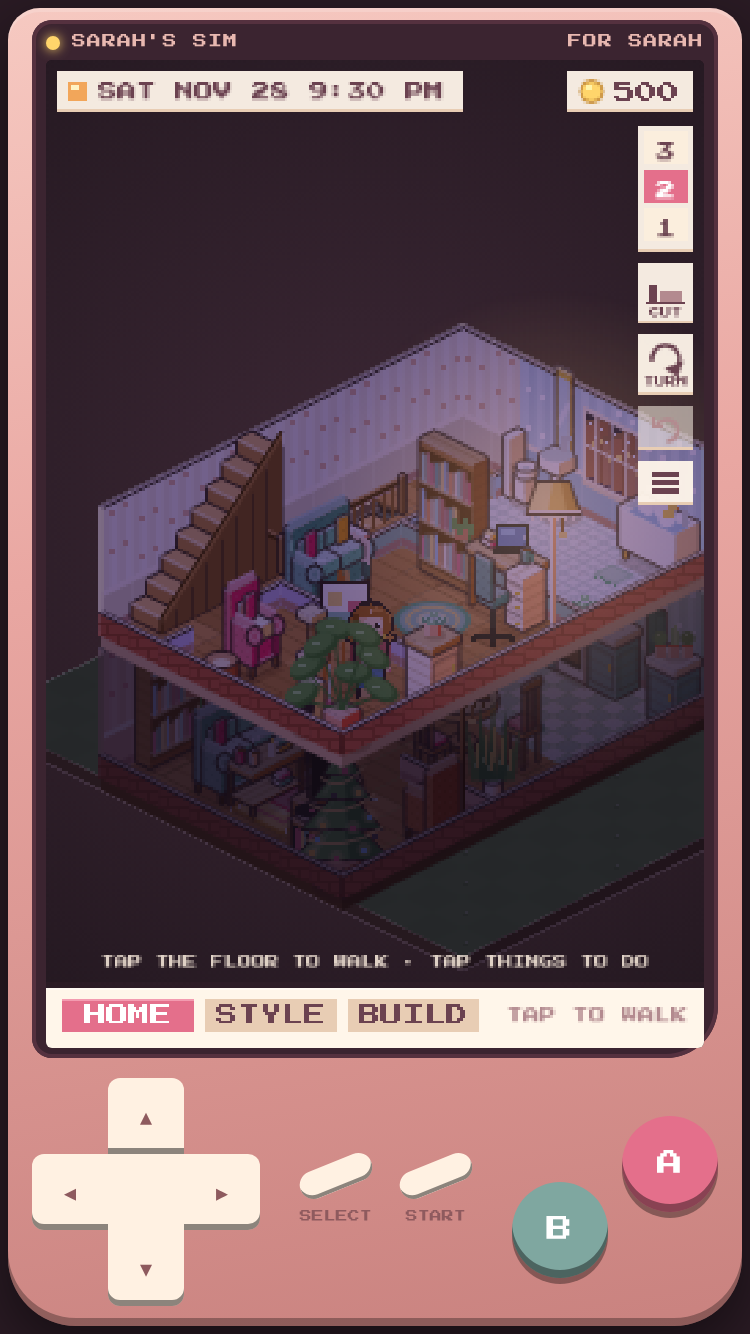 SARAH'S SIM
FOR SARAH
SAT NOV 28 9:30 PM
500
3
2
1
CUT
TURN
TAP THE FLOOR TO WALK · TAP THINGS TO DO
HOME
STYLE
BUILD
TAP TO WALK
A
B
SELECT
START